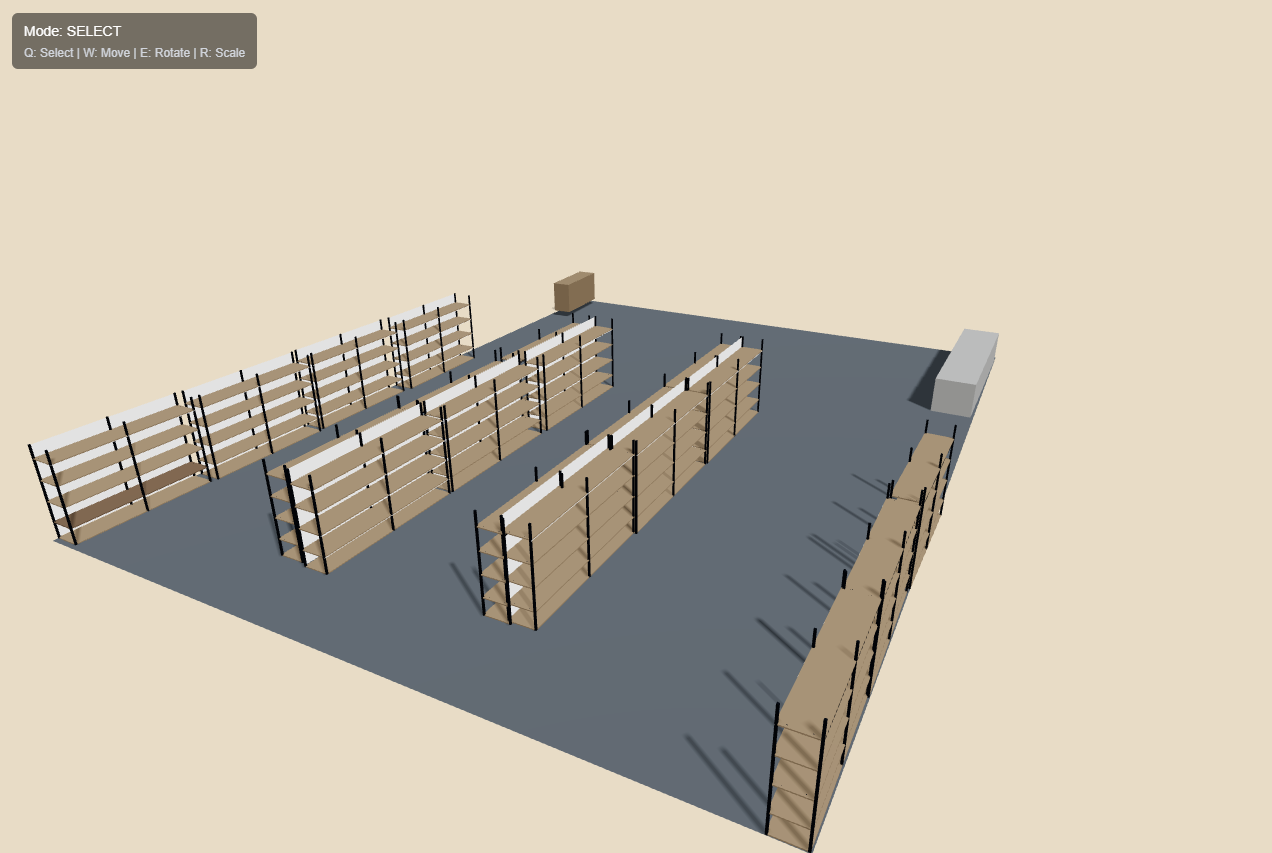 Mode: SELECT
Q: Select | W: Move | E: Rotate | R: Scale